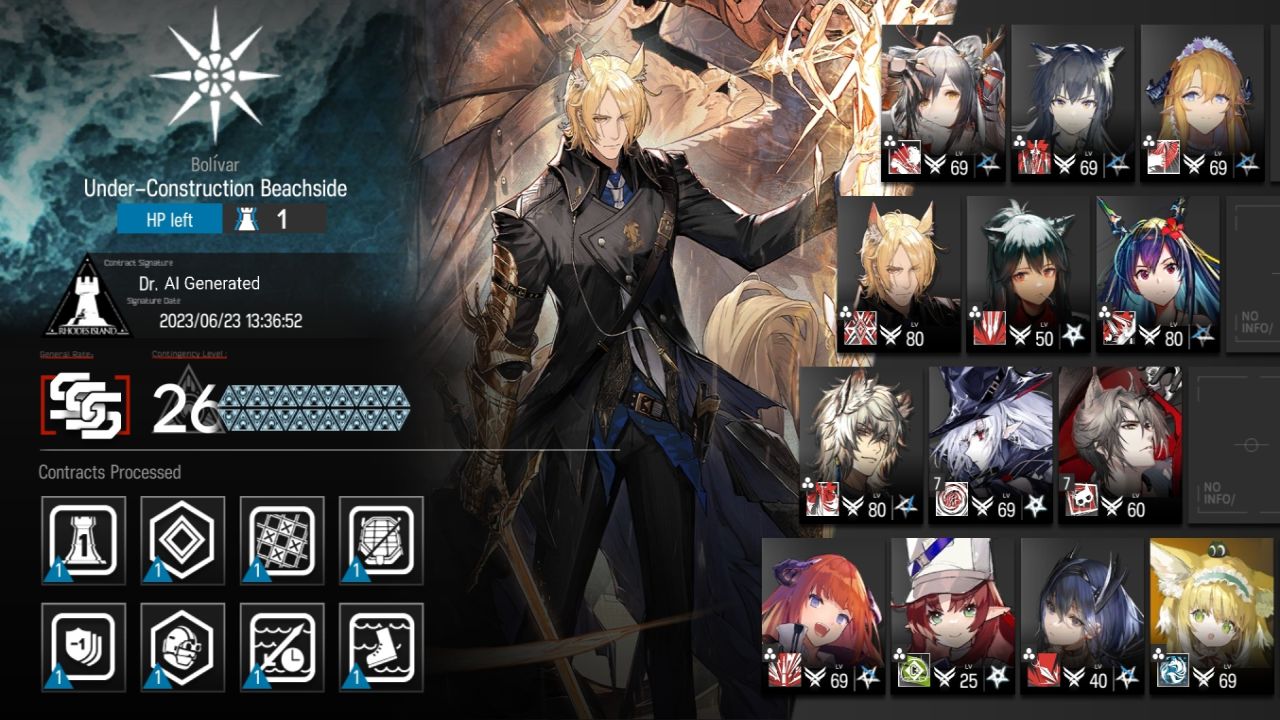 Bolívar
Under-Construction Beachside
HP left 1
Contract Signature
Dr. AI Generated
Signature Date
2023/06/23 13:36:52
RHODES ISLAND
General Rate:
Contingency Level:
SSS
26
Contracts Processed
1
1 1 1 1
-1
1 1 1 1
LV 69 LV 69 LV 69
LV 80 LV 50 LV 80
NO
INFO/
7 7
LV 80 LV 69 LV 60
NO
INFO/
LV 69 LV 25 LV 40 LV 69